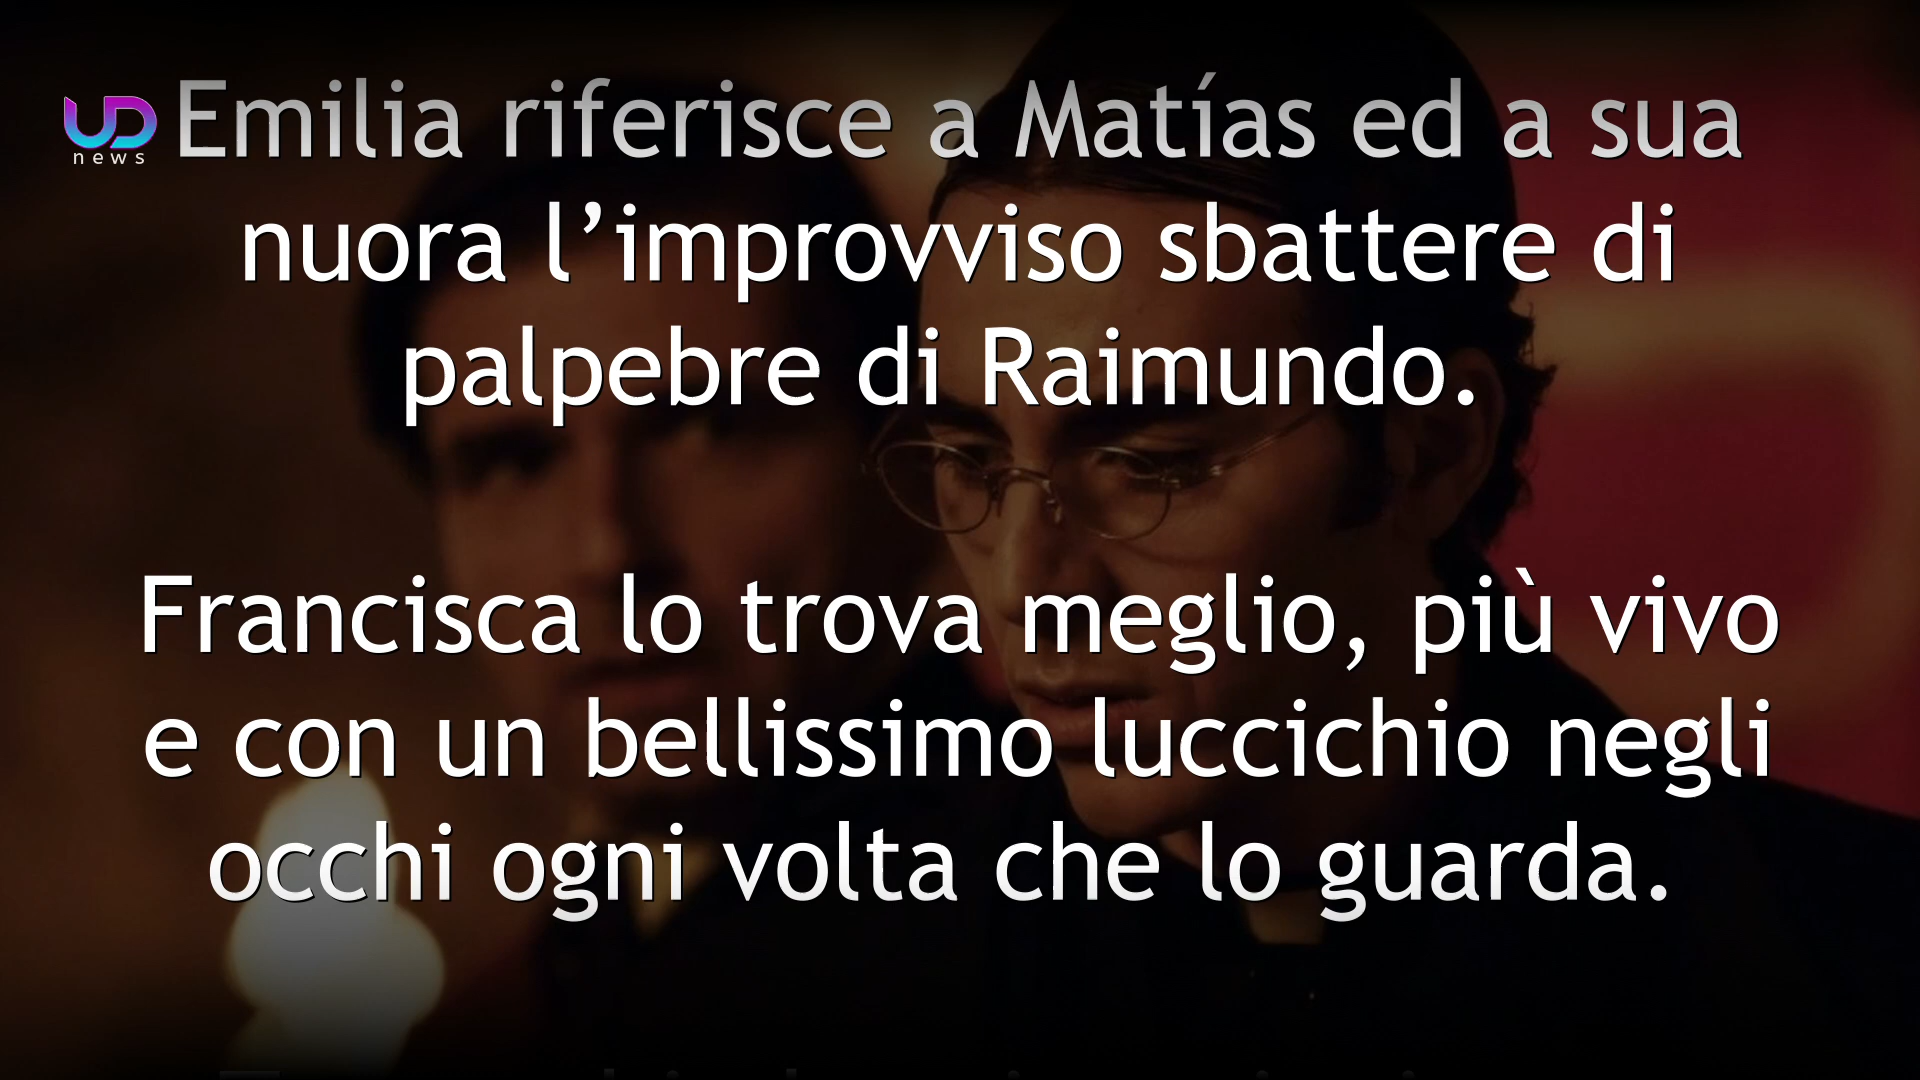 UD
news
Emilia riferisce a Matías ed a sua
nuora l’improvviso sbattere di
palpebre di Raimundo.
Francisca lo trova meglio, più vivo
e con un bellissimo luccichio negli
occhi ogni volta che lo guarda.